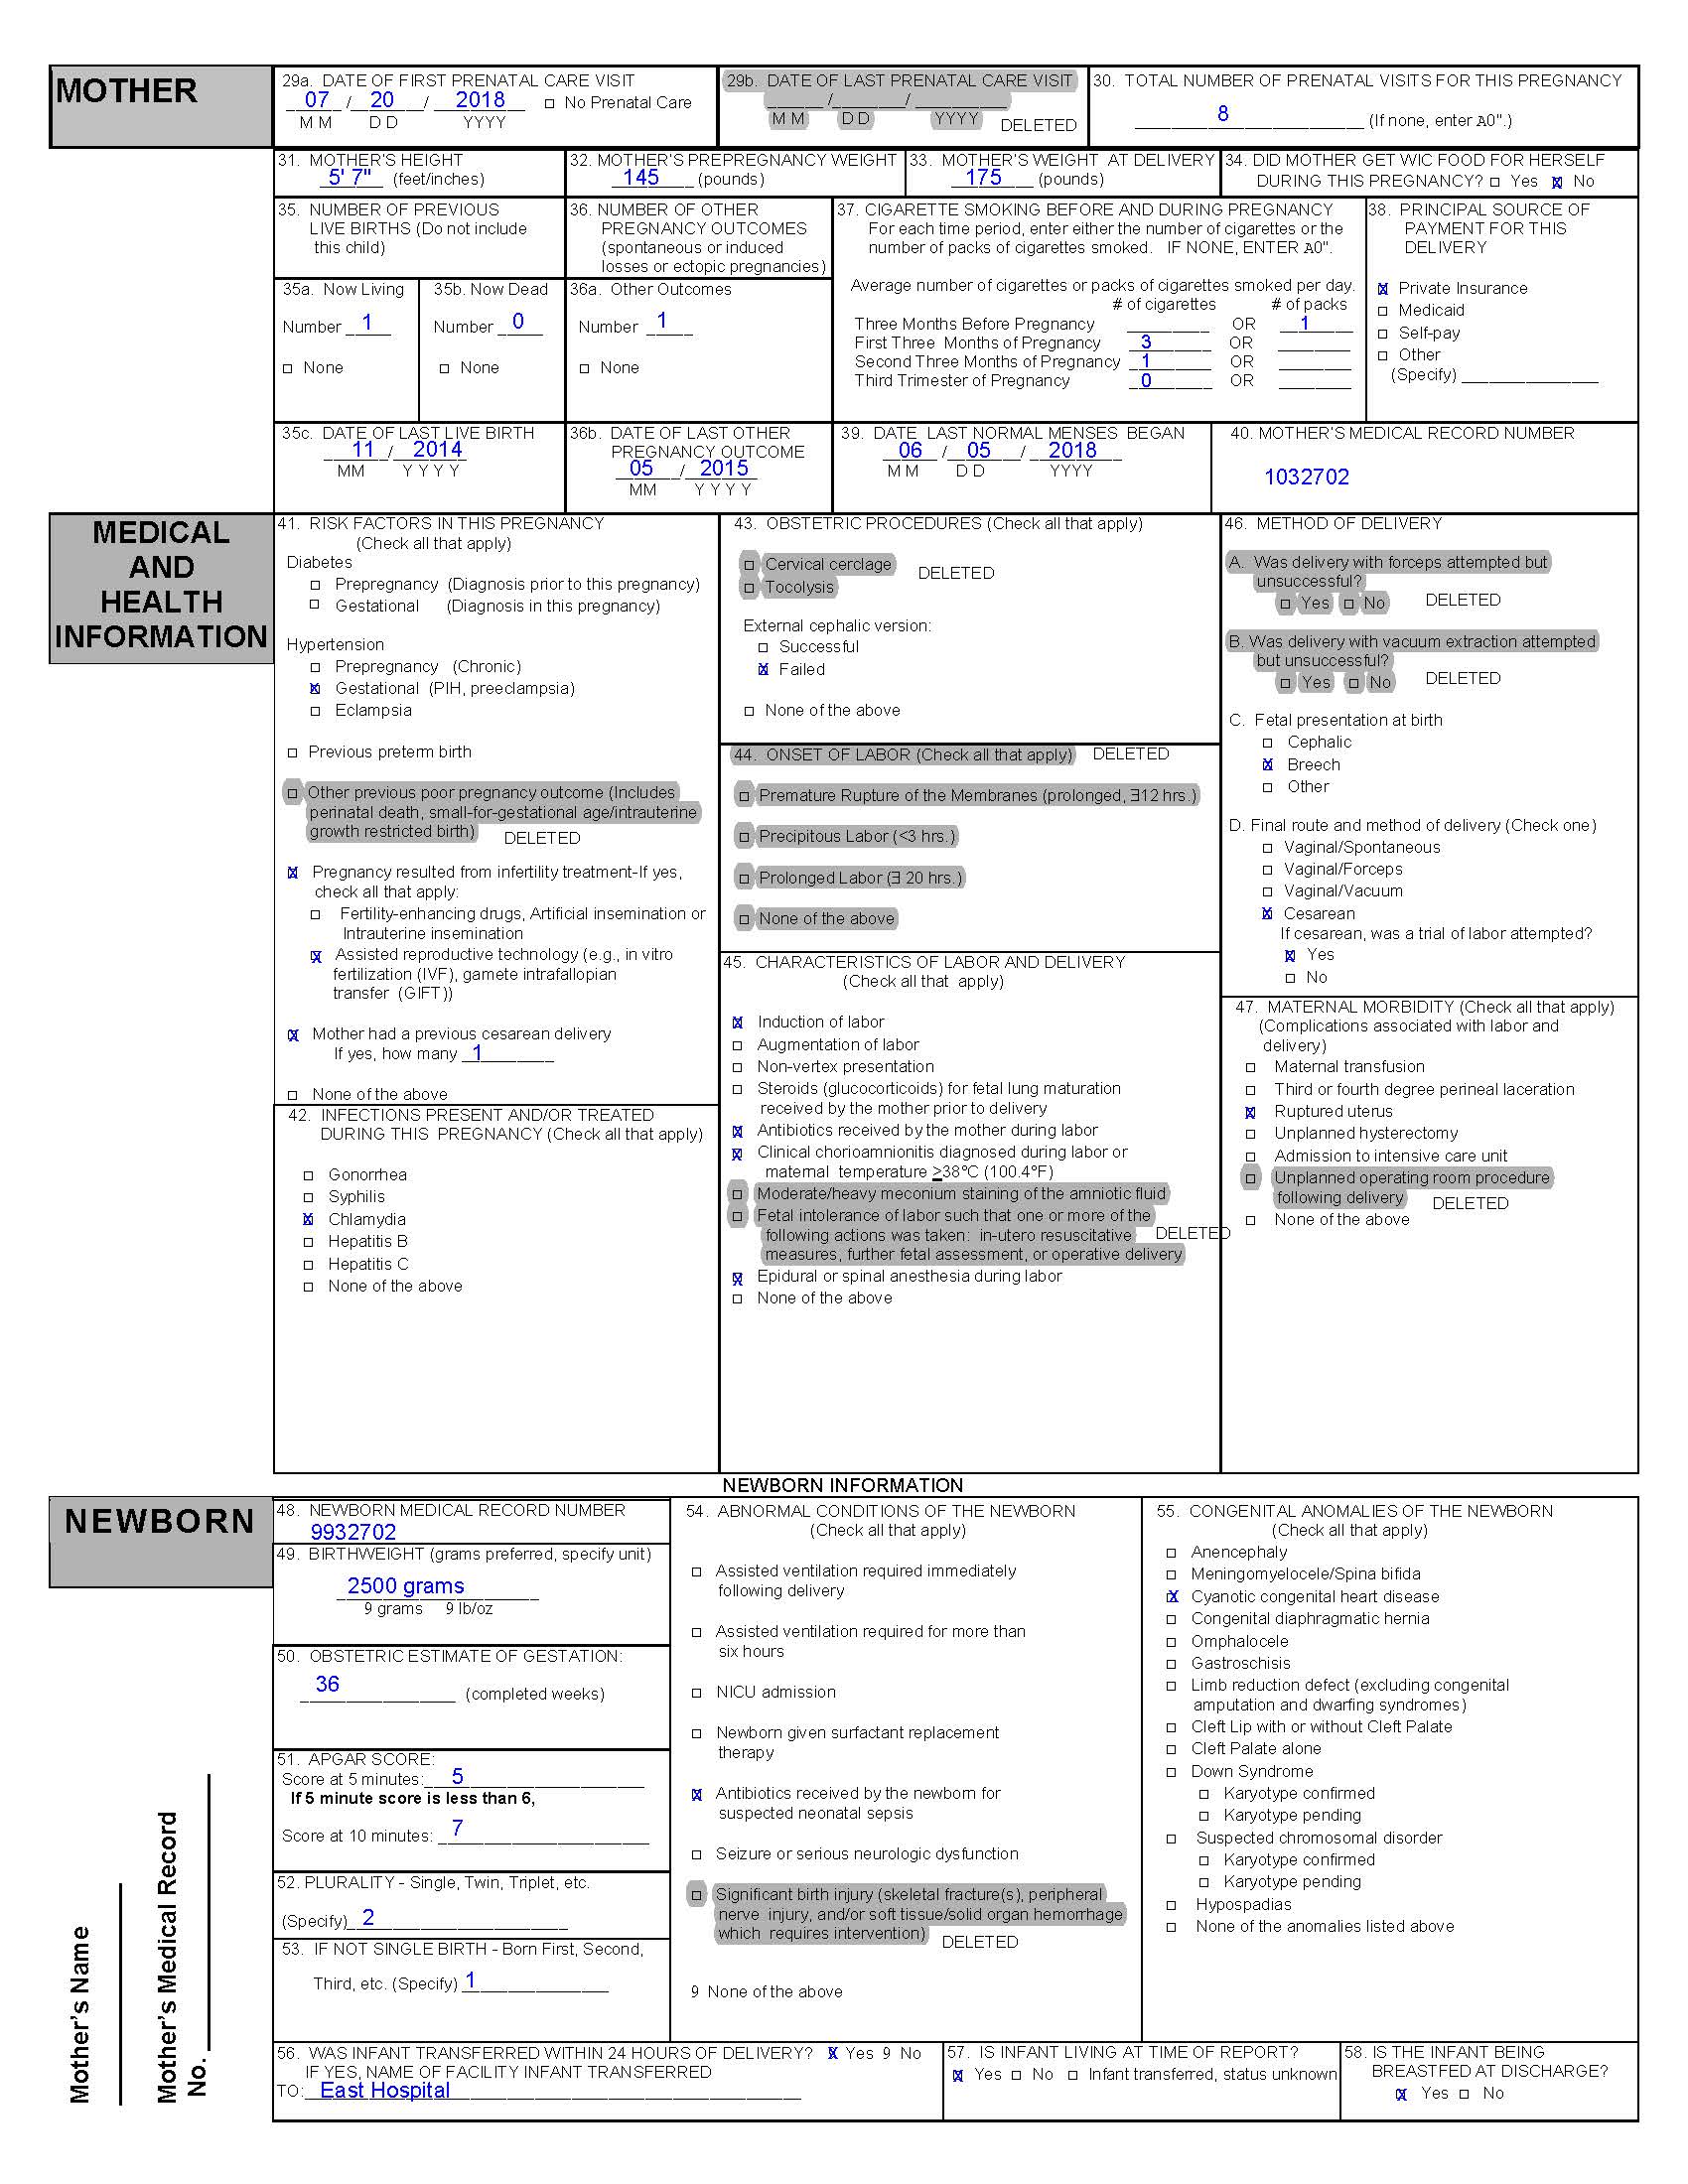 MOTHER
29a. DATE OF FIRST PRENATAL CARE VISIT
07 / 20 / 2018 □ No Prenatal Care
M M D D YYYY
29b. DATE OF LAST PRENATAL CARE VISIT
______ /________/ __________
M M D D YYYY DELETED
30. TOTAL NUMBER OF PRENATAL VISITS FOR THIS PREGNANCY
8 (If none, enter A0".)
31. MOTHER'S HEIGHT
5' 7" (feet/inches)
32. MOTHER'S PREPREGNANCY WEIGHT
145 (pounds)
33. MOTHER'S WEIGHT AT DELIVERY
175 (pounds)
34. DID MOTHER GET WIC FOOD FOR HERSELF
DURING THIS PREGNANCY? □ Yes ☒ No
35. NUMBER OF PREVIOUS
LIVE BIRTHS (Do not include
this child)
35a. Now Living
Number 1
□ None
35b. Now Dead
Number 0
□ None
36. NUMBER OF OTHER
PREGNANCY OUTCOMES
(spontaneous or induced
losses or ectopic pregnancies)
36a. Other Outcomes
Number 1
□ None
37. CIGARETTE SMOKING BEFORE AND DURING PREGNANCY
For each time period, enter either the number of cigarettes or the
number of packs of cigarettes smoked. IF NONE, ENTER A0".
Average number of cigarettes or packs of cigarettes smoked per day.
# of cigarettes # of packs
Three Months Before Pregnancy _________ OR 1
First Three Months of Pregnancy 3 OR ________
Second Three Months of Pregnancy 1 OR ________
Third Trimester of Pregnancy 0 OR ________
38. PRINCIPAL SOURCE OF
PAYMENT FOR THIS
DELIVERY
☒ Private Insurance
□ Medicaid
□ Self-pay
□ Other
(Specify) _______________
35c. DATE OF LAST LIVE BIRTH
11 / 2014
MM Y Y Y Y
36b. DATE OF LAST OTHER
PREGNANCY OUTCOME
05 / 2015
MM Y Y Y Y
39. DATE LAST NORMAL MENSES BEGAN
06 / 05 / 2018
M M D D YYYY
40. MOTHER'S MEDICAL RECORD NUMBER
1032702
MEDICAL
AND
HEALTH
INFORMATION
41. RISK FACTORS IN THIS PREGNANCY
(Check all that apply)
Diabetes
□ Prepregnancy (Diagnosis prior to this pregnancy)
□ Gestational (Diagnosis in this pregnancy)
Hypertension
□ Prepregnancy (Chronic)
☒ Gestational (PIH, preeclampsia)
□ Eclampsia
□ Previous preterm birth
□ Other previous poor pregnancy outcome (Includes
perinatal death, small-for-gestational age/intrauterine
growth restricted birth) DELETED
☒ Pregnancy resulted from infertility treatment-If yes,
check all that apply:
□ Fertility-enhancing drugs, Artificial insemination or
Intrauterine insemination
☒ Assisted reproductive technology (e.g., in vitro
fertilization (IVF), gamete intrafallopian
transfer (GIFT))
☒ Mother had a previous cesarean delivery
If yes, how many 1
□ None of the above
42. INFECTIONS PRESENT AND/OR TREATED
DURING THIS PREGNANCY (Check all that apply)
□ Gonorrhea
□ Syphilis
☒ Chlamydia
□ Hepatitis B
□ Hepatitis C
□ None of the above
43. OBSTETRIC PROCEDURES (Check all that apply)
□ Cervical cerclage DELETED
□ Tocolysis
External cephalic version:
□ Successful
☒ Failed
□ None of the above
44. ONSET OF LABOR (Check all that apply) DELETED
□ Premature Rupture of the Membranes (prolonged, ∃12 hrs.)
□ Precipitous Labor (<3 hrs.)
□ Prolonged Labor (∃ 20 hrs.)
□ None of the above
45. CHARACTERISTICS OF LABOR AND DELIVERY
(Check all that apply)
☒ Induction of labor
□ Augmentation of labor
□ Non-vertex presentation
□ Steroids (glucocorticoids) for fetal lung maturation
received by the mother prior to delivery
☒ Antibiotics received by the mother during labor
☒ Clinical chorioamnionitis diagnosed during labor or
maternal temperature ≥38°C (100.4°F)
□ Moderate/heavy meconium staining of the amniotic fluid
□ Fetal intolerance of labor such that one or more of the
following actions was taken: in-utero resuscitative DELETED
measures, further fetal assessment, or operative delivery
☒ Epidural or spinal anesthesia during labor
□ None of the above
46. METHOD OF DELIVERY
A. Was delivery with forceps attempted but
unsuccessful?
□ Yes □ No DELETED
B. Was delivery with vacuum extraction attempted
but unsuccessful?
□ Yes □ No DELETED
C. Fetal presentation at birth
□ Cephalic
☒ Breech
□ Other
D. Final route and method of delivery (Check one)
□ Vaginal/Spontaneous
□ Vaginal/Forceps
□ Vaginal/Vacuum
☒ Cesarean
If cesarean, was a trial of labor attempted?
☒ Yes
□ No
47. MATERNAL MORBIDITY (Check all that apply)
(Complications associated with labor and
delivery)
□ Maternal transfusion
□ Third or fourth degree perineal laceration
☒ Ruptured uterus
□ Unplanned hysterectomy
□ Admission to intensive care unit
□ Unplanned operating room procedure
following delivery DELETED
□ None of the above
NEWBORN INFORMATION
NEWBORN
48. NEWBORN MEDICAL RECORD NUMBER
9932702
49. BIRTHWEIGHT (grams preferred, specify unit)
2500 grams
9 grams 9 lb/oz
50. OBSTETRIC ESTIMATE OF GESTATION:
36 (completed weeks)
51. APGAR SCORE:
Score at 5 minutes: 5
If 5 minute score is less than 6,
Score at 10 minutes: 7
52. PLURALITY - Single, Twin, Triplet, etc.
(Specify) 2
53. IF NOT SINGLE BIRTH - Born First, Second,
Third, etc. (Specify) 1
54. ABNORMAL CONDITIONS OF THE NEWBORN
(Check all that apply)
□ Assisted ventilation required immediately
following delivery
□ Assisted ventilation required for more than
six hours
□ NICU admission
□ Newborn given surfactant replacement
therapy
☒ Antibiotics received by the newborn for
suspected neonatal sepsis
□ Seizure or serious neurologic dysfunction
□ Significant birth injury (skeletal fracture(s), peripheral
nerve injury, and/or soft tissue/solid organ hemorrhage
which requires intervention) DELETED
9 None of the above
55. CONGENITAL ANOMALIES OF THE NEWBORN
(Check all that apply)
□ Anencephaly
□ Meningomyelocele/Spina bifida
☒ Cyanotic congenital heart disease
□ Congenital diaphragmatic hernia
□ Omphalocele
□ Gastroschisis
□ Limb reduction defect (excluding congenital
amputation and dwarfing syndromes)
□ Cleft Lip with or without Cleft Palate
□ Cleft Palate alone
□ Down Syndrome
□ Karyotype confirmed
□ Karyotype pending
□ Suspected chromosomal disorder
□ Karyotype confirmed
□ Karyotype pending
□ Hypospadias
□ None of the anomalies listed above
56. WAS INFANT TRANSFERRED WITHIN 24 HOURS OF DELIVERY? ☒ Yes 9 No
IF YES, NAME OF FACILITY INFANT TRANSFERRED
TO: East Hospital
57. IS INFANT LIVING AT TIME OF REPORT?
☒ Yes □ No □ Infant transferred, status unknown
58. IS THE INFANT BEING
BREASTFED AT DISCHARGE?
☒ Yes □ No
Mother's Name
Mother's Medical Record
No.